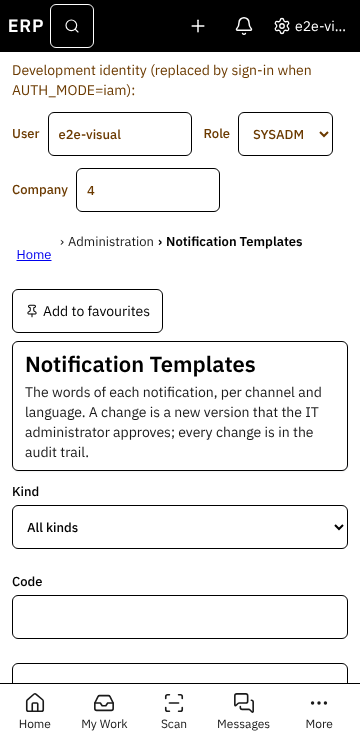 ERP e2e-vi...
Development identity (replaced by sign-in when
AUTH_MODE=iam):
User e2e-visual Role SYSADM
Company 4
Home › Administration › Notification Templates
Add to favourites
Notification Templates
The words of each notification, per channel and
language. A change is a new version that the IT
administrator approves; every change is in the
audit trail.
Kind
All kinds
Code
Home My Work Scan Messages More